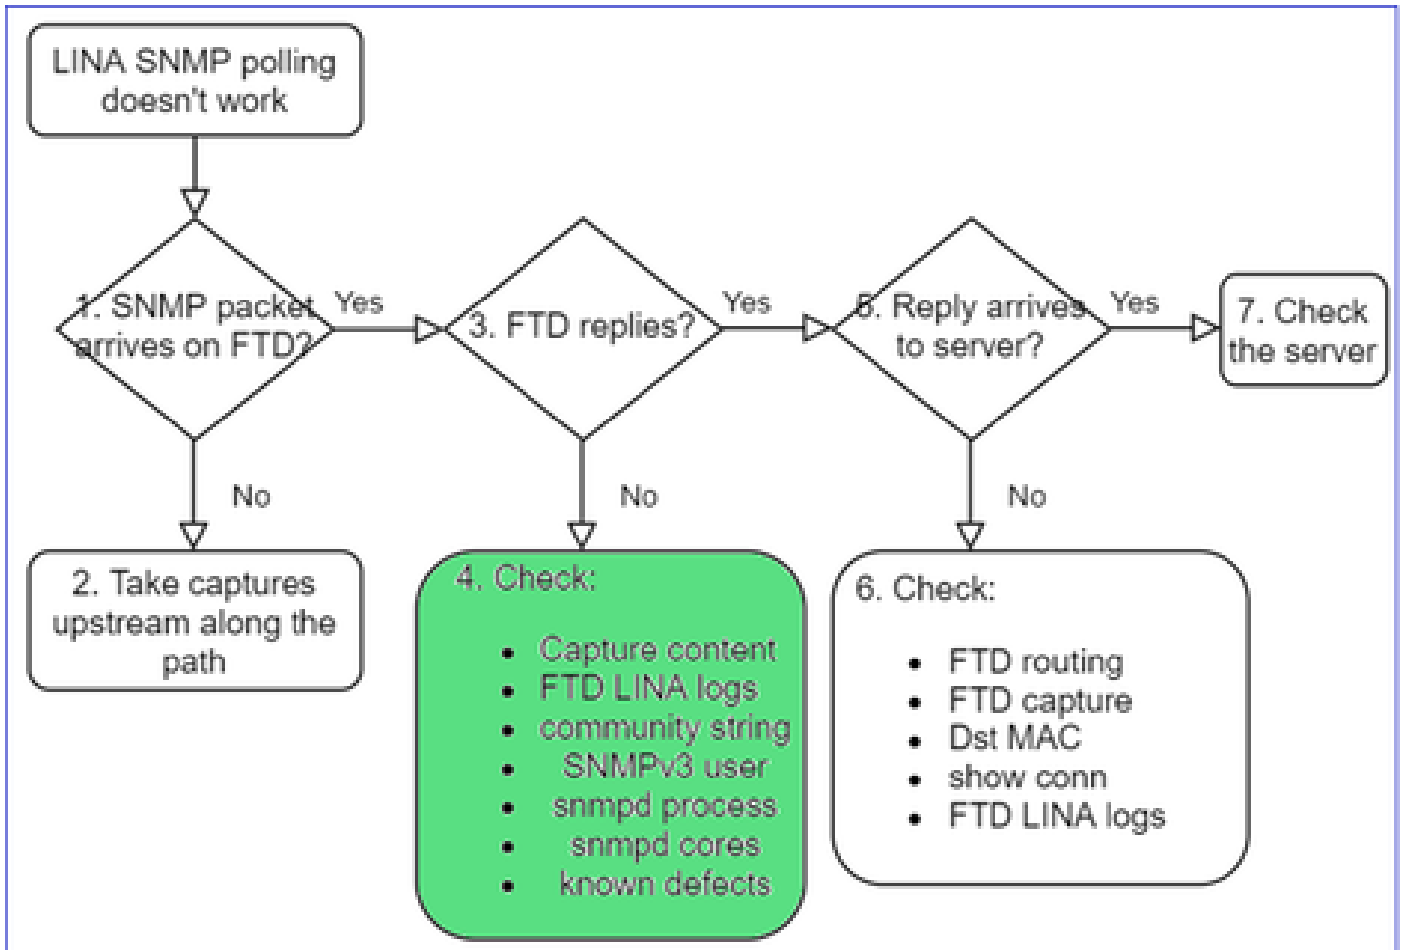 LINA SNMP polling
doesn't work
1. SNMP packet
arrives on FTD?
Yes
3. FTD replies?
Yes
5. Reply arrives
to server?
Yes
7. Check
the server
No
No
No
2. Take captures
upstream along the
path
4. Check:
• Capture content
• FTD LINA logs
• community string
• SNMPv3 user
• snmpd process
• snmpd cores
• known defects
6. Check:
• FTD routing
• FTD capture
• Dst MAC
• show conn
• FTD LINA logs